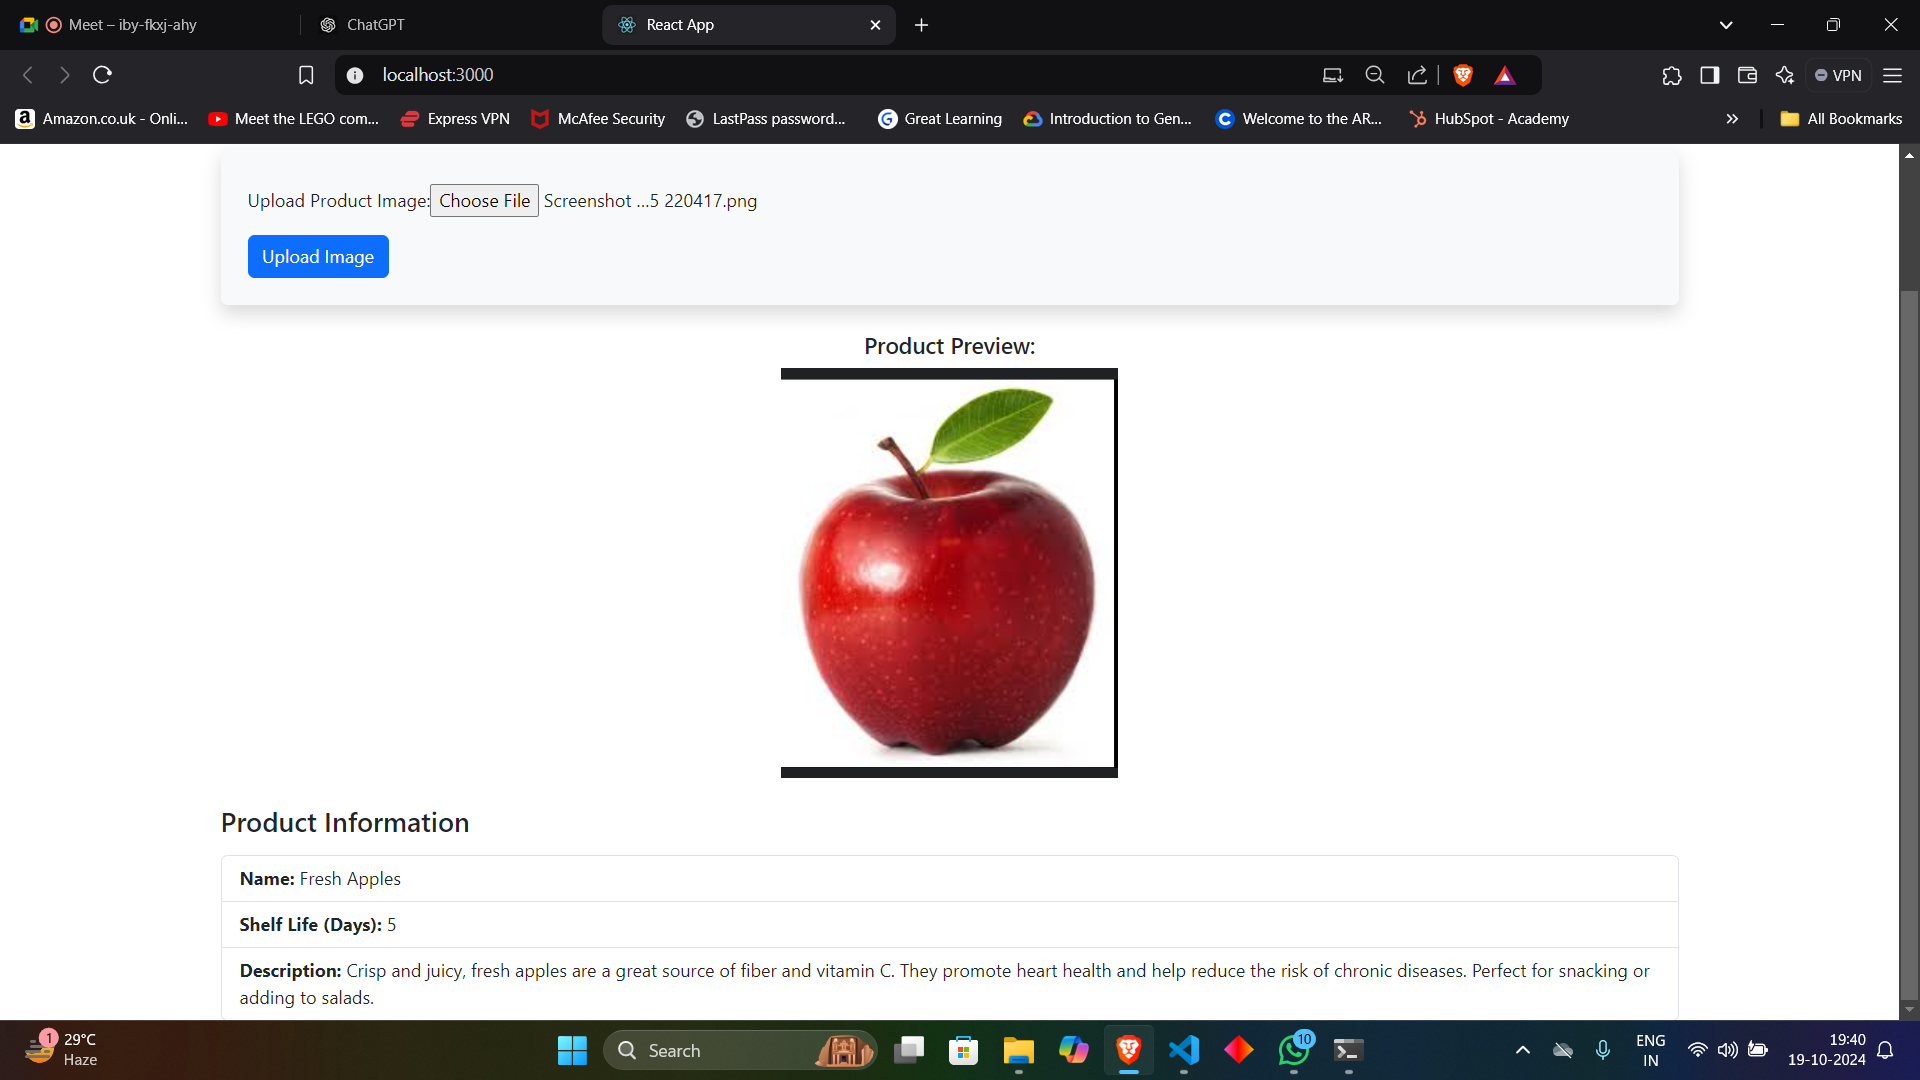 Meet – iby-fkxj-ahy
ChatGPT
React App
localhost:3000
VPN
Amazon.co.uk - Onli...
Meet the LEGO com...
Express VPN
McAfee Security
LastPass password...
Great Learning
Introduction to Gen...
Welcome to the AR...
HubSpot - Academy
All Bookmarks
Upload Product Image: Choose File Screenshot ...5 220417.png
Upload Image
Product Preview:
Product Information
Name: Fresh Apples
Shelf Life (Days): 5
Description: Crisp and juicy, fresh apples are a great source of fiber and vitamin C. They promote heart health and help reduce the risk of chronic diseases. Perfect for snacking or
adding to salads.
1
29°C
Haze
Search
10
ENG
IN
19:40
19-10-2024